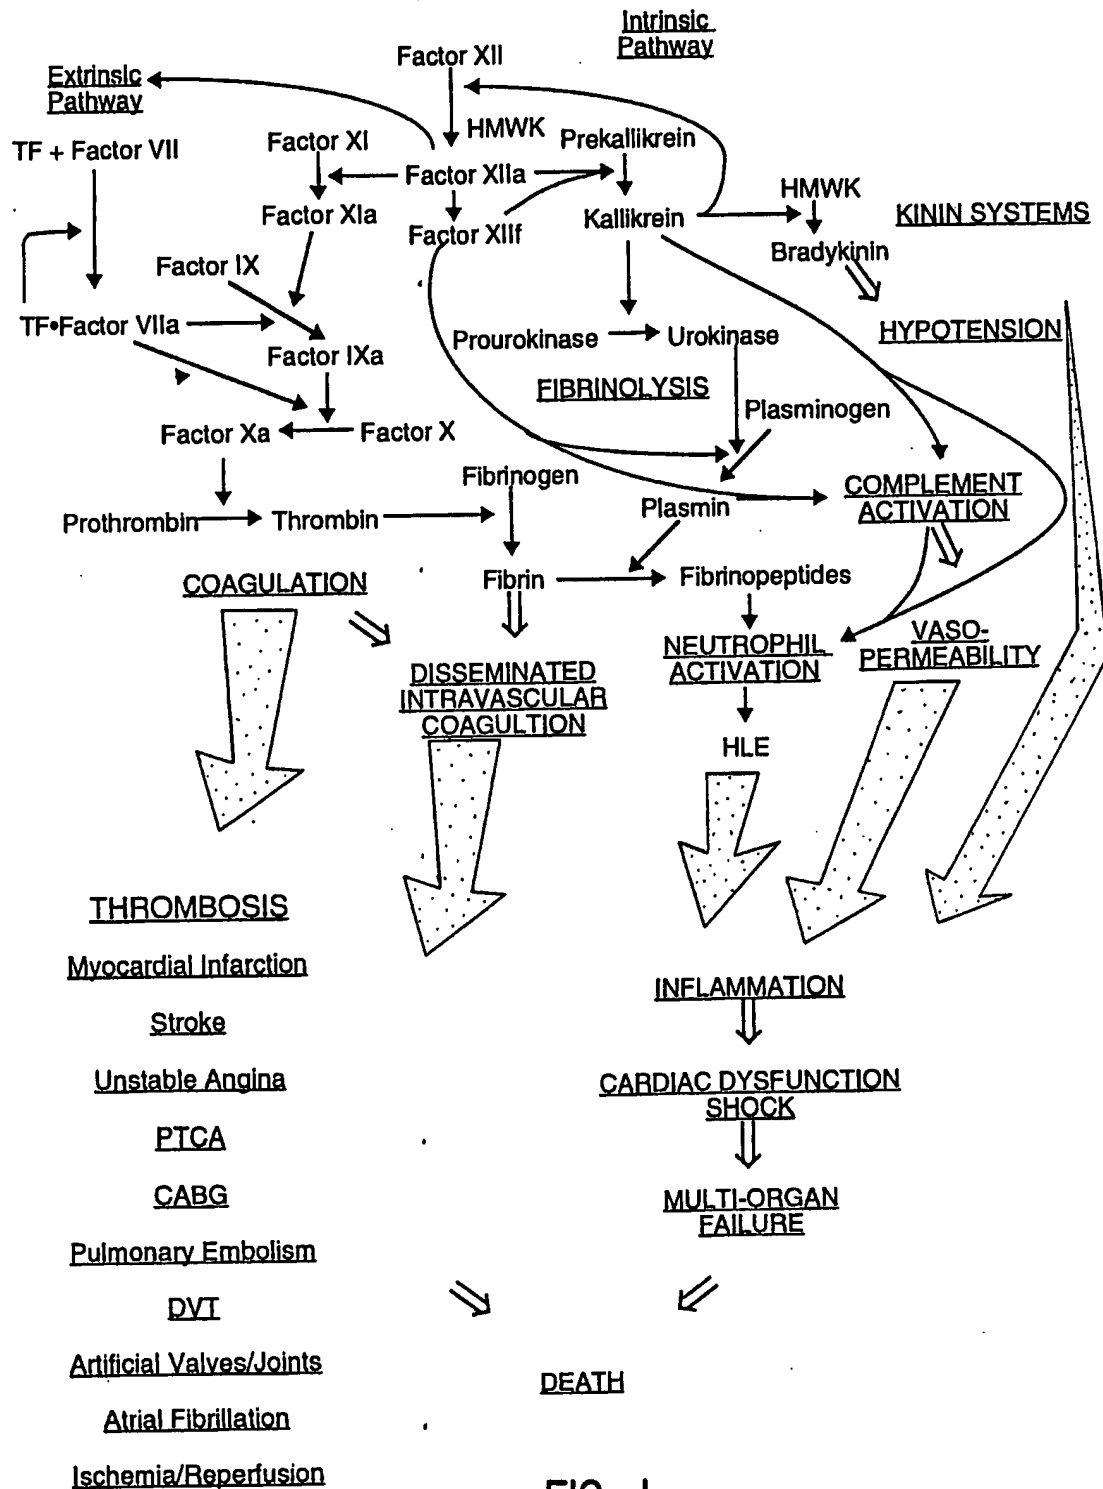 Intrinsic
Pathway
Factor XII
Extrinsic
Pathway
HMWK
Factor XI
Prekallikrein
TF + Factor VII
Factor XIIa
HMWK
KININ SYSTEMS
Factor XIa
Kallikrein
Factor XIIf
Bradykinin
Factor IX
TF•Factor VIIa
HYPOTENSION
Prourokinase
Urokinase
Factor IXa
FIBRINOLYSIS
Plasminogen
Factor Xa
Factor X
Fibrinogen
COMPLEMENT
ACTIVATION
Plasmin
Prothrombin
Thrombin
COAGULATION
Fibrin
Fibrinopeptides
VASO-
PERMEABILITY
NEUTROPHIL
ACTIVATION
DISSEMINATED
INTRAVASCULAR
COAGULTION
HLE
THROMBOSIS
Myocardial Infarction
Stroke
Unstable Angina
PTCA
CABG
Pulmonary Embolism
DVT
Artificial Valves/Joints
Atrial Fibrillation
Ischemia/Reperfusion
INFLAMMATION
CARDIAC DYSFUNCTION
SHOCK
MULTI-ORGAN
FAILURE
DEATH